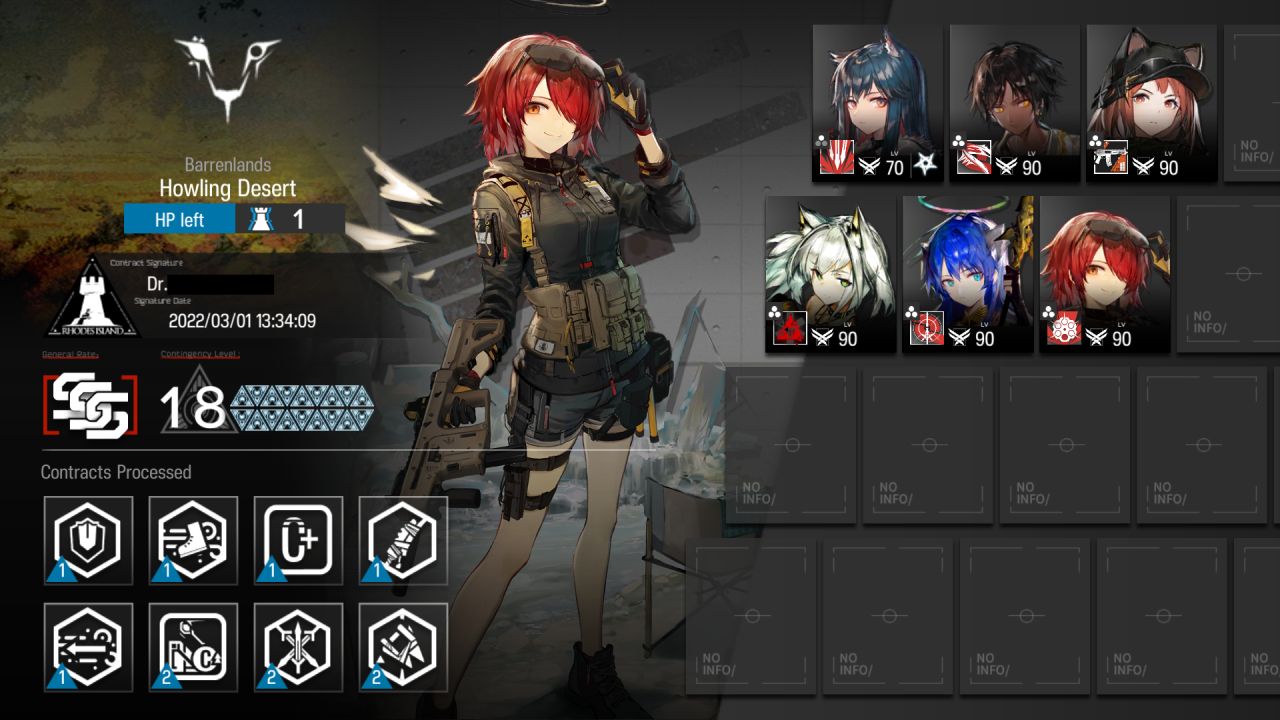 Barrenlands
Howling Desert
HP left 1
Contract Signature
Dr.
Signature Date
2022/03/01 13:34:09
RHODES ISLAND
General Rate:
Contingency Level:
18
Contracts Processed
1
1
1
1
1
2
2
2
LV
70
LV
90
LV
90
NO
INFO/
LV
90
LV
90
LV
90
NO
INFO/
NO
INFO/
NO
INFO/
NO
INFO/
NO
INFO/
NO
INFO/
NO
INFO/
NO
INFO/
NO
INFO/
NO
INFO/